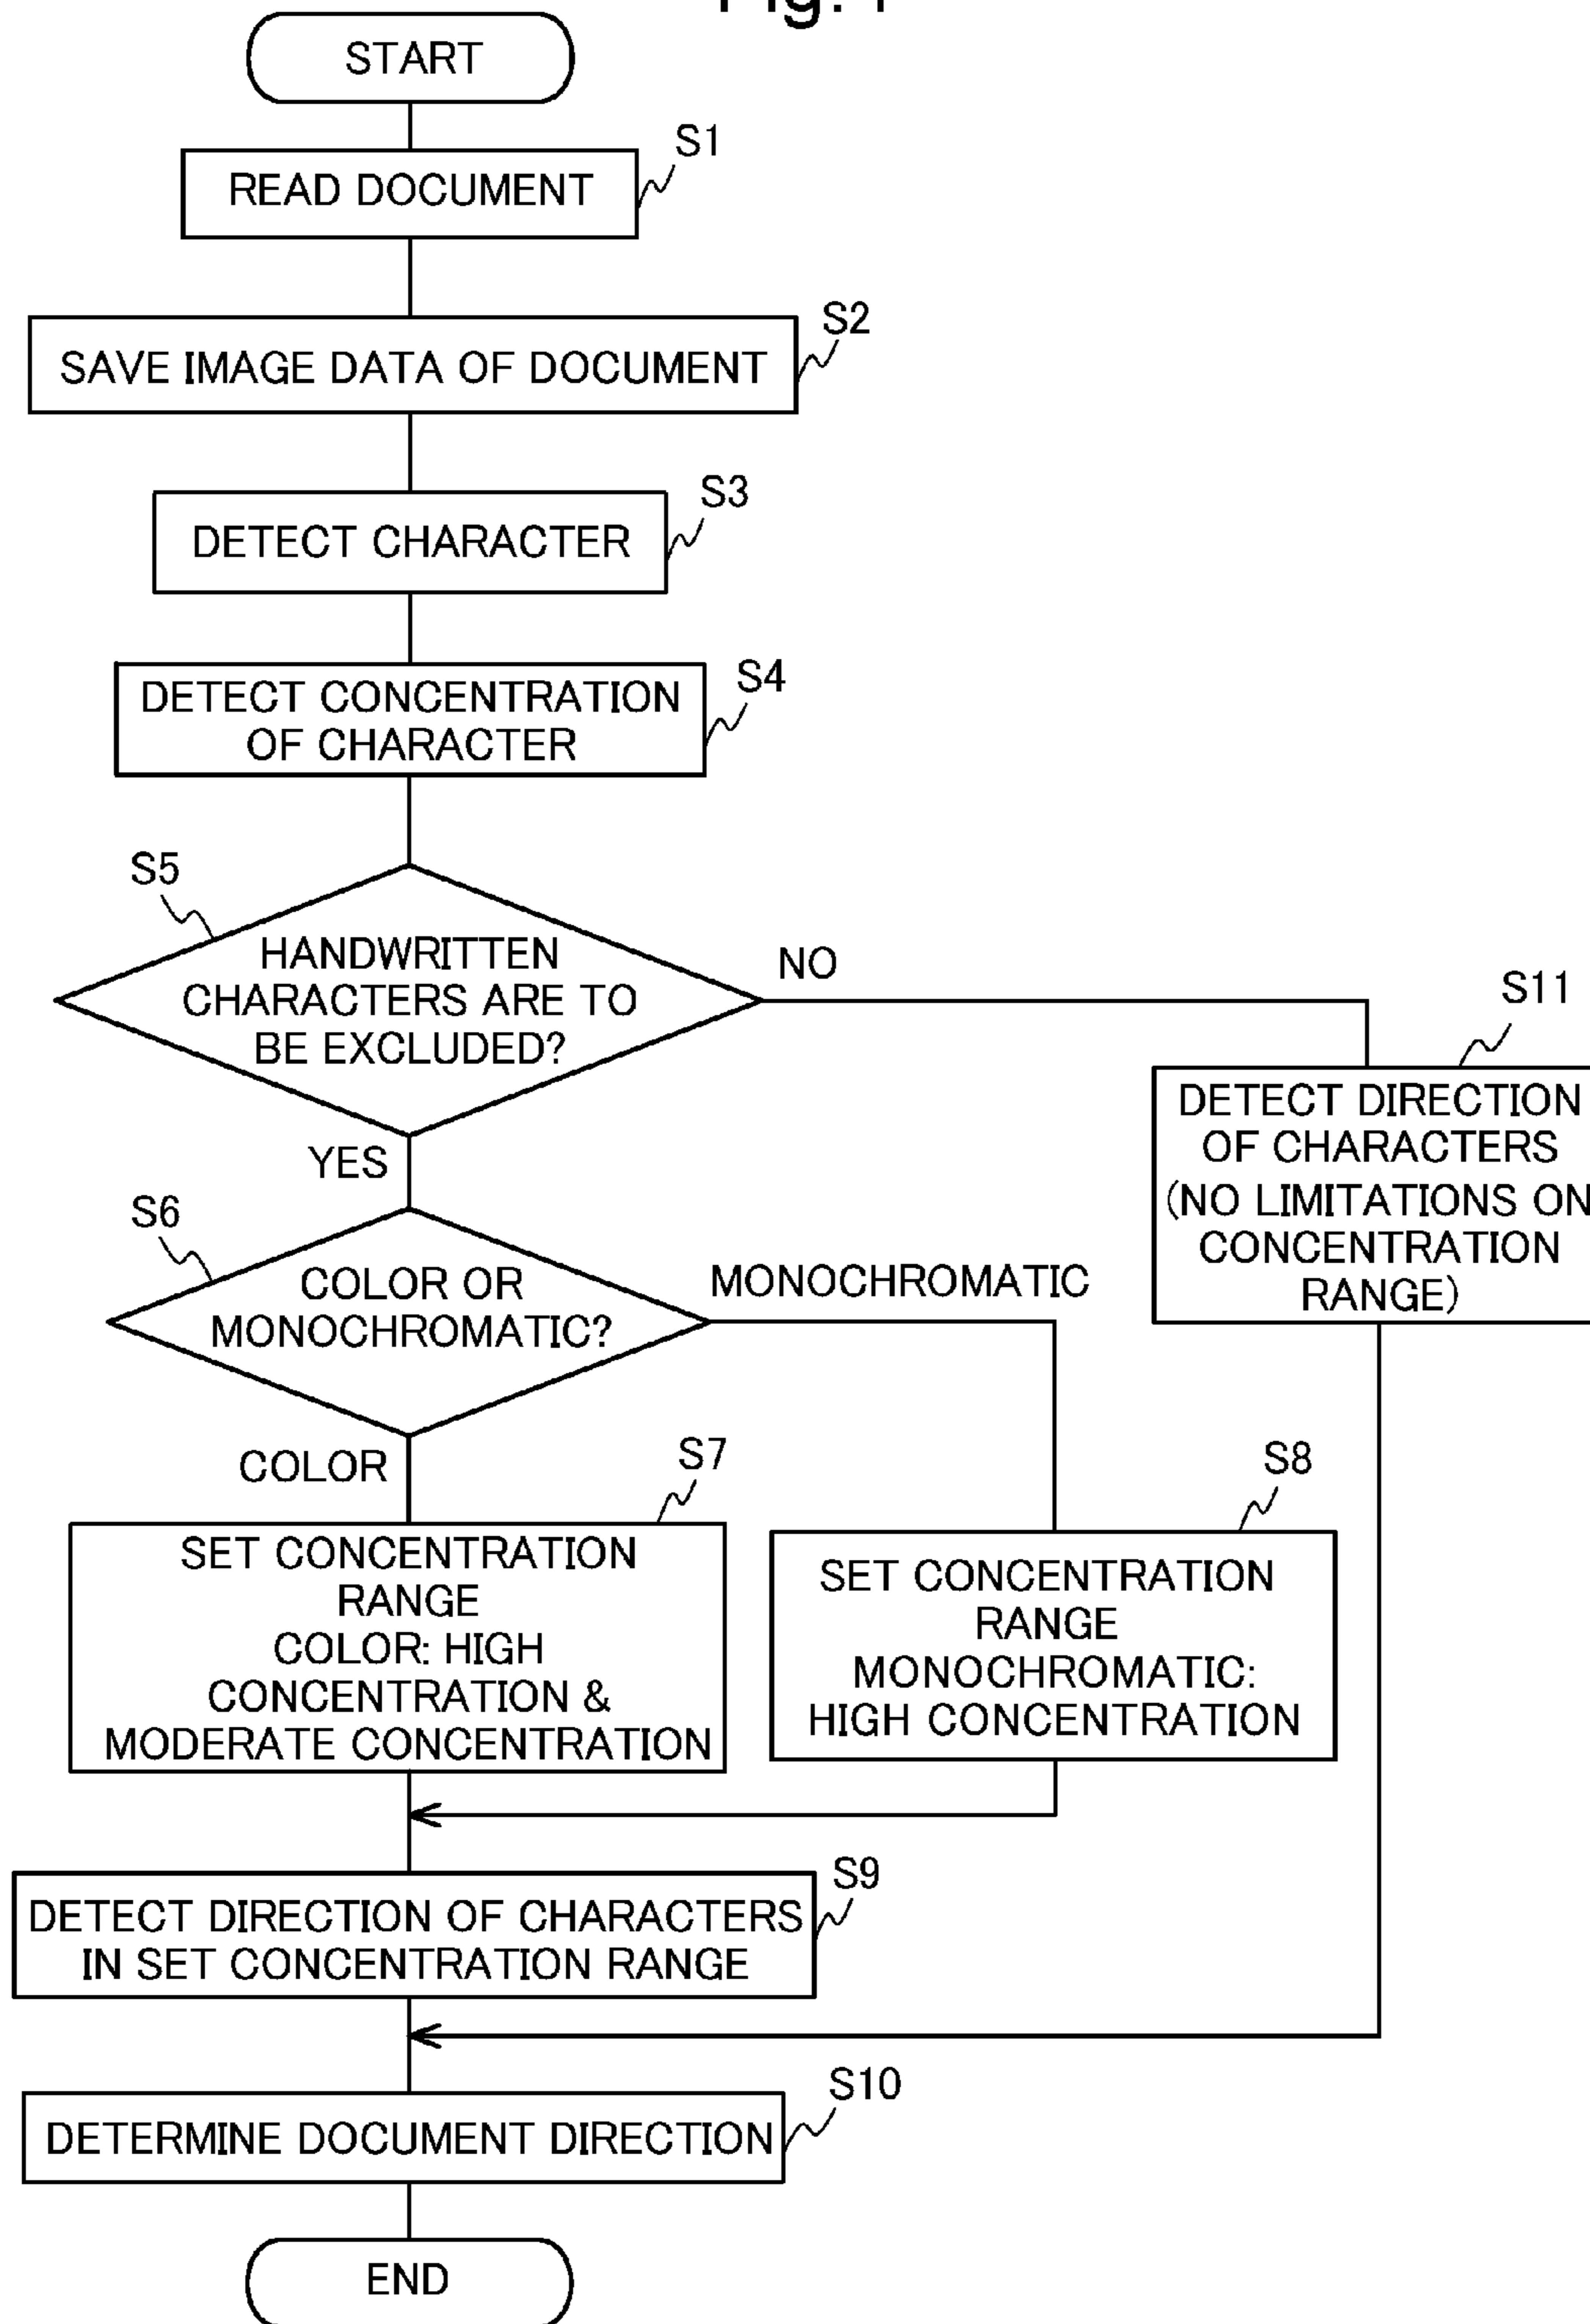 START
S1
READ DOCUMENT
S2
SAVE IMAGE DATA OF DOCUMENT
S3
DETECT CHARACTER
S4
DETECT CONCENTRATION
OF CHARACTER
S5
HANDWRITTEN
CHARACTERS ARE TO
BE EXCLUDED?
NO
YES
S11
DETECT DIRECTION
OF CHARACTERS
(NO LIMITATIONS ON
CONCENTRATION
RANGE)
S6
COLOR OR
MONOCHROMATIC?
MONOCHROMATIC
COLOR
S7
SET CONCENTRATION
RANGE
COLOR: HIGH
CONCENTRATION &
MODERATE CONCENTRATION
S8
SET CONCENTRATION
RANGE
MONOCHROMATIC:
HIGH CONCENTRATION
S9
DETECT DIRECTION OF CHARACTERS
IN SET CONCENTRATION RANGE
S10
DETERMINE DOCUMENT DIRECTION
END